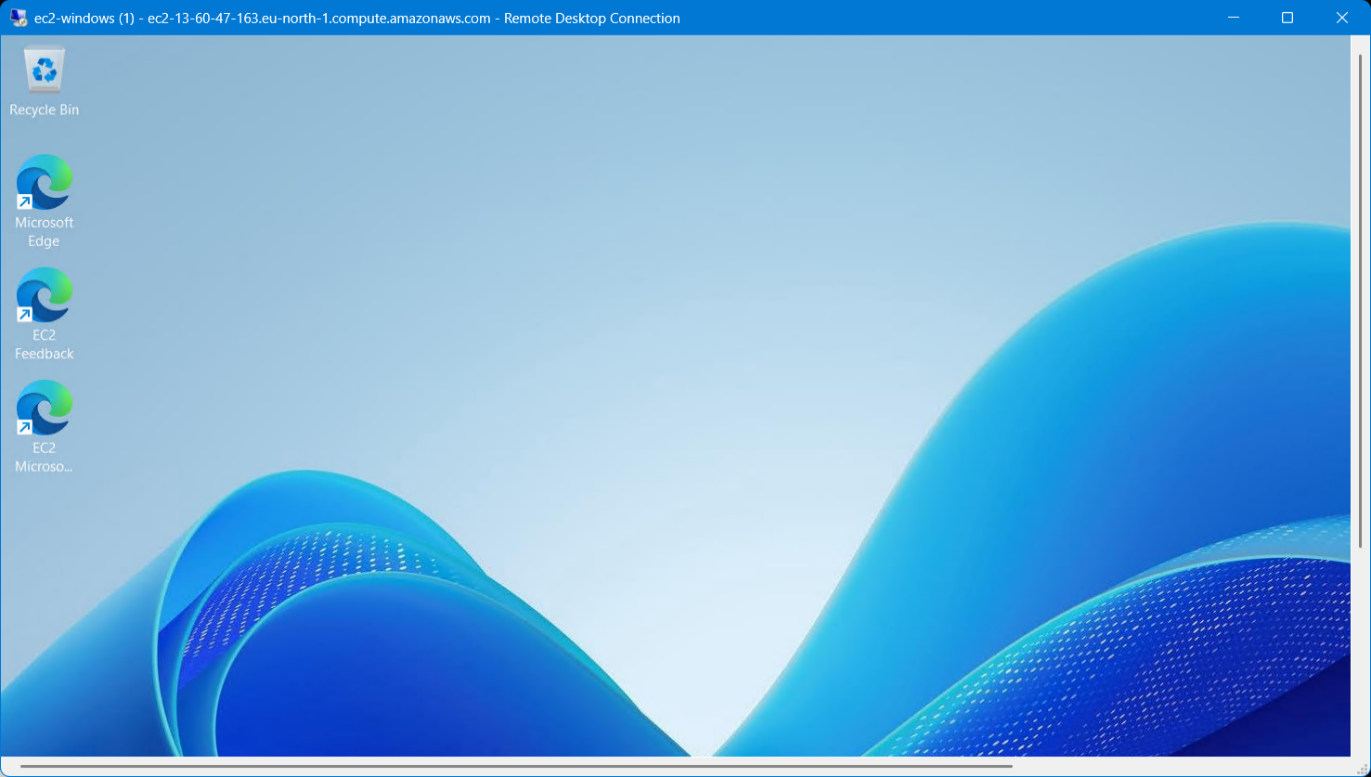 ec2-windows (1) - ec2-13-60-47-163.eu-north-1.compute.amazonaws.com - Remote Desktop Connection
Recycle Bin
Microsoft
Edge
EC2
Feedback
EC2
Microso...